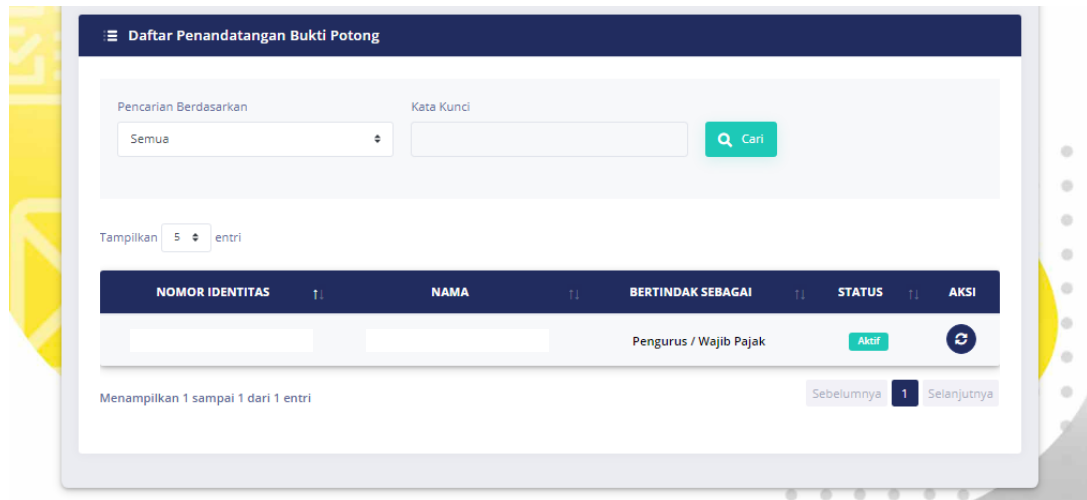 Daftar Penandatangan Bukti Potong
Pencarian Berdasarkan Kata Kunci
Semua Cari
Tampilkan 5 entri
NOMOR IDENTITAS NAMA BERTINDAK SEBAGAI STATUS AKSI
Pengurus / Wajib Pajak Aktif
Menampilkan 1 sampai 1 dari 1 entri Sebelumnya 1 Selanjutnya